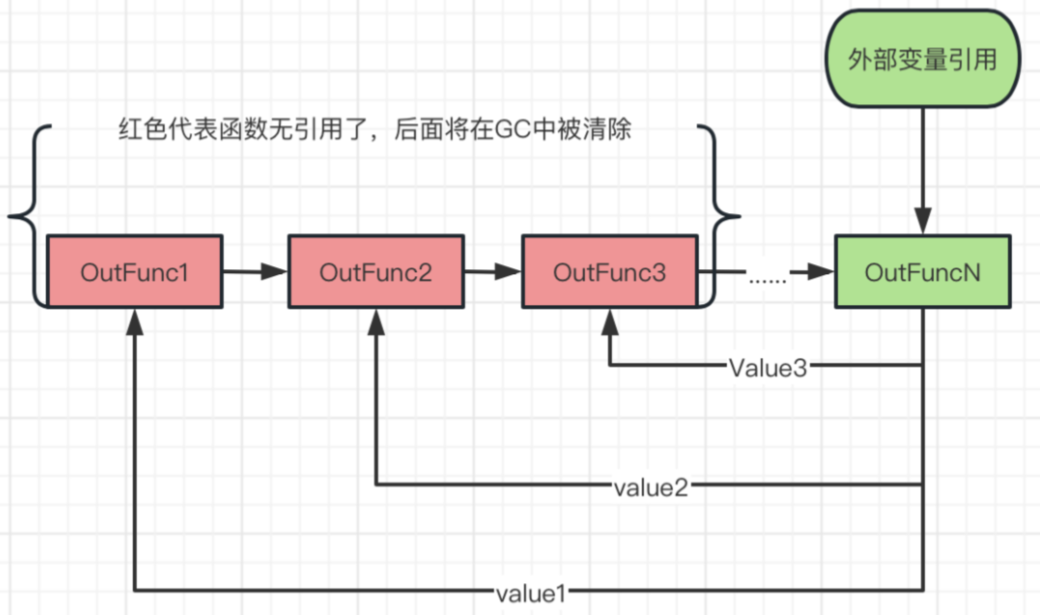 外部变量引用
红色代表函数无引用了，后面将在GC中被清除
OutFunc1
OutFunc2
OutFunc3
......
OutFuncN
Value3
value2
value1